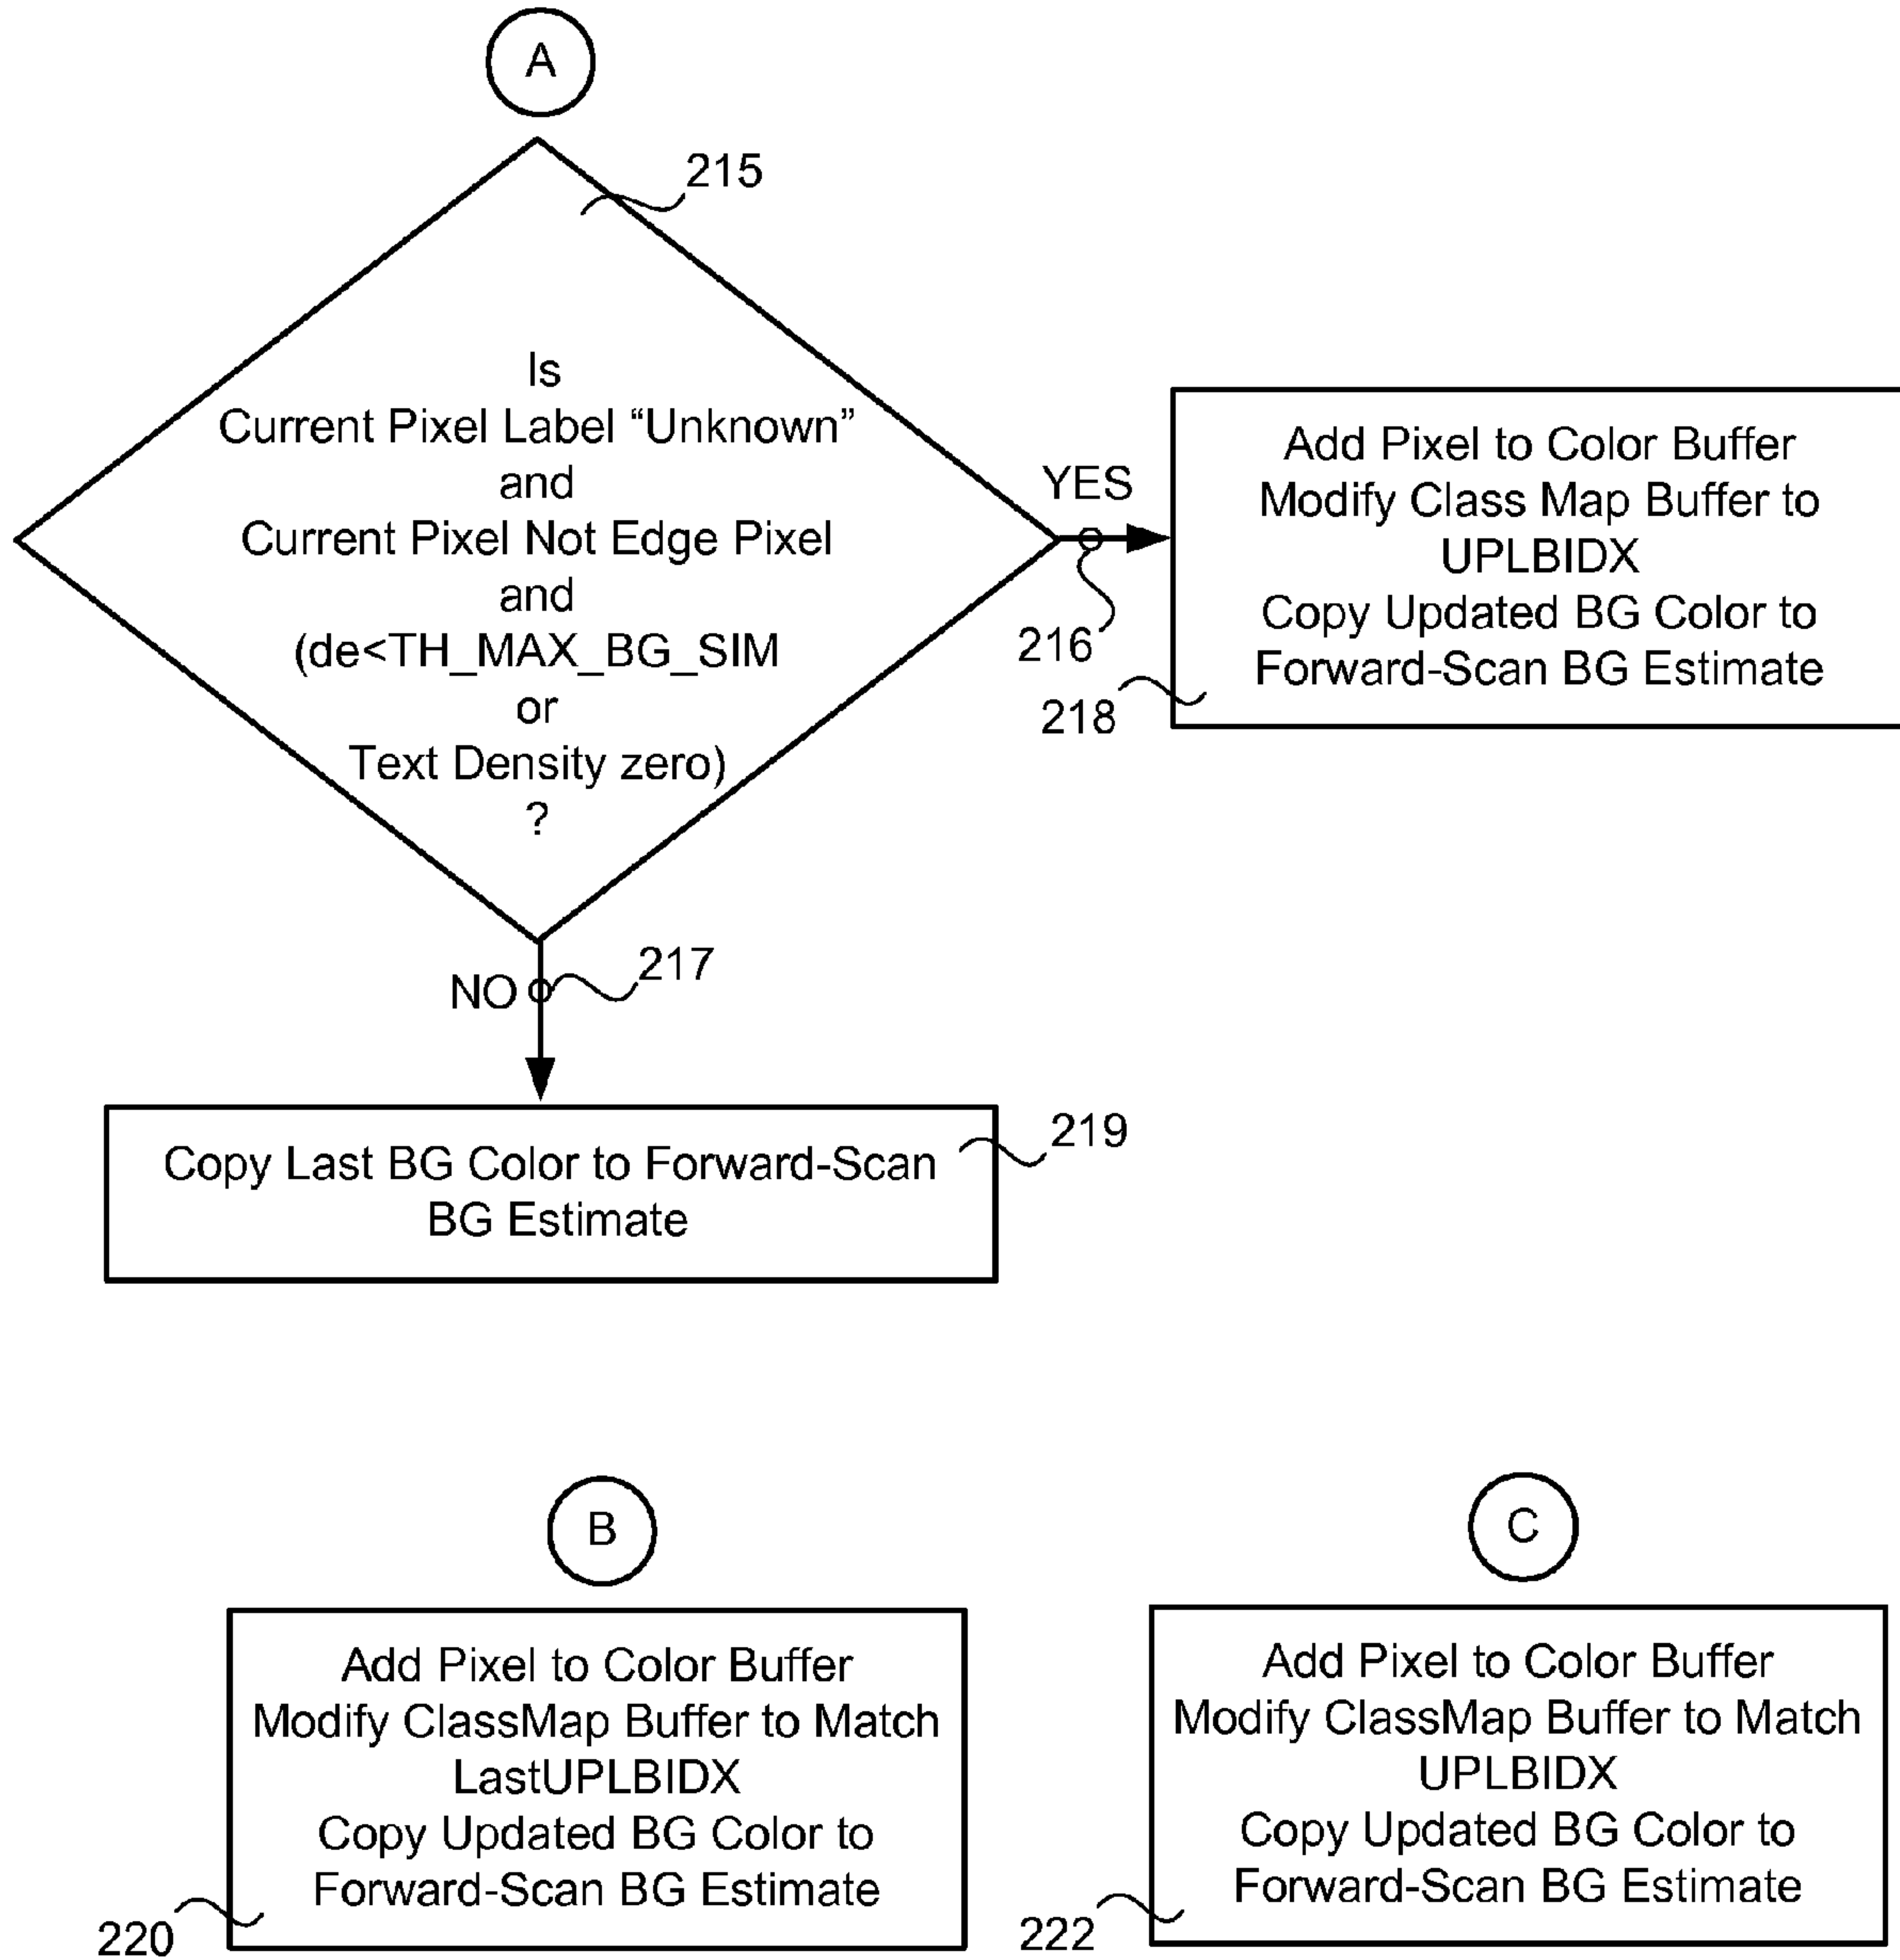 A
215
Is
Current Pixel Label “Unknown”
and
Current Pixel Not Edge Pixel
and
(de<TH_MAX_BG_SIM
or
Text Density zero)
?
YES
216
Add Pixel to Color Buffer
Modify Class Map Buffer to
UPLBIDX
Copy Updated BG Color to
Forward-Scan BG Estimate
218
NO
217
Copy Last BG Color to Forward-Scan
BG Estimate
219
B
Add Pixel to Color Buffer
Modify ClassMap Buffer to Match
LastUPLBIDX
Copy Updated BG Color to
Forward-Scan BG Estimate
220
C
Add Pixel to Color Buffer
Modify ClassMap Buffer to Match
UPLBIDX
Copy Updated BG Color to
Forward-Scan BG Estimate
222